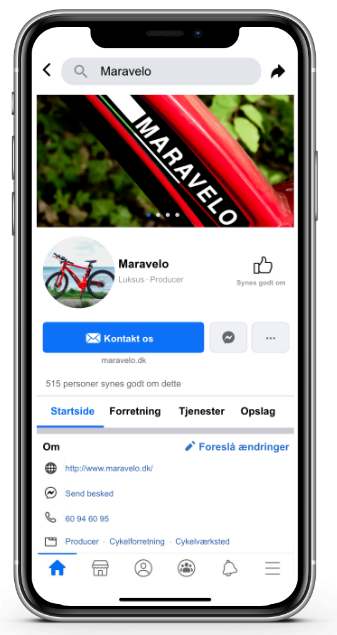 Maravelo
MARAVELO
Maravelo
Luksus · Producer
Synes godt om
Kontakt os
maravelo.dk
515 personer synes godt om dette
Startside Forretning Tjenester Opslag
Om Foreslå ændringer
http://www.maravelo.dk/
Send besked
60 94 60 95
Producer · Cykelforretning · Cykelværksted